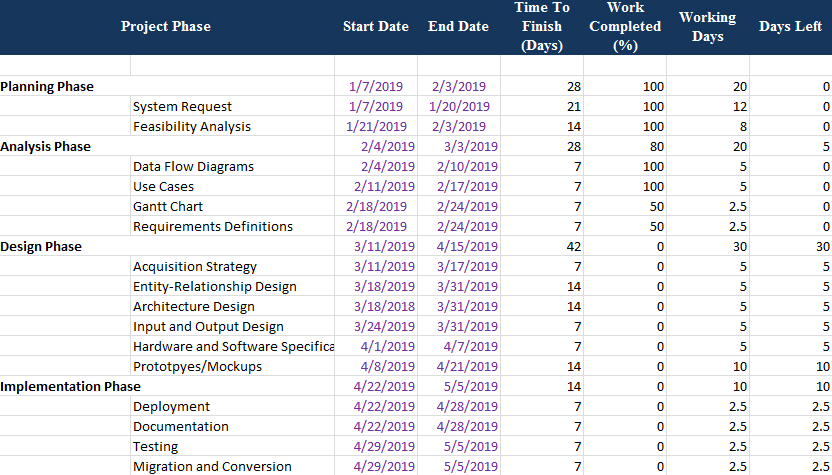 Project Phase Start Date End Date Time To Finish (Days) Work Completed (%) Working Days Days Left
Planning Phase 1/7/2019 2/3/2019 28 100 20 0
System Request 1/7/2019 1/20/2019 21 100 12 0
Feasibility Analysis 1/21/2019 2/3/2019 14 100 8 0
Analysis Phase 2/4/2019 3/3/2019 28 80 20 5
Data Flow Diagrams 2/4/2019 2/10/2019 7 100 5 0
Use Cases 2/11/2019 2/17/2019 7 100 5 0
Gantt Chart 2/18/2019 2/24/2019 7 50 2.5 0
Requirements Definitions 2/18/2019 2/24/2019 7 50 2.5 0
Design Phase 3/11/2019 4/15/2019 42 0 30 30
Acquisition Strategy 3/11/2019 3/17/2019 7 0 5 5
Entity-Relationship Design 3/18/2019 3/31/2019 14 0 5 5
Architecture Design 3/18/2018 3/31/2019 14 0 5 5
Input and Output Design 3/24/2019 3/31/2019 7 0 5 5
Hardware and Software Specifica 4/1/2019 4/7/2019 7 0 5 5
Prototpyes/Mockups 4/8/2019 4/21/2019 14 0 10 10
Implementation Phase 4/22/2019 5/5/2019 14 0 10 10
Deployment 4/22/2019 4/28/2019 7 0 2.5 2.5
Documentation 4/22/2019 4/28/2019 7 0 2.5 2.5
Testing 4/29/2019 5/5/2019 7 0 2.5 2.5
Migration and Conversion 4/29/2019 5/5/2019 7 0 2.5 2.5